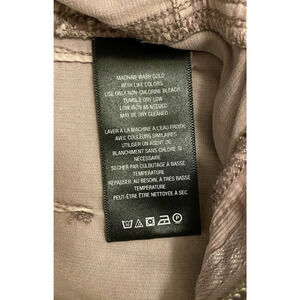 MACHINE WASH COLD
WITH LIKE COLORS
USE ONLY NON-CHLORINE BLEACH
TUMBLE DRY LOW
LOW IRON AS NEEDED
MAY BE DRY CLEANED
LAVER À LA MACHINE À L'EAU FROIDE
AVEC COULEURS SIMILAIRES
UTILISER UN AGENT DE
BLANCHIMENT SANS CHLORE SI
NÉCESSAIRE
SÉCHER PAR CULBUTAGE À BASSE
TEMPÉRATURE
REPASSER, AU BESOIN, À TRÈS BASSE
TEMPÉRATURE
PEUT-ÊTRE ÊTRE NETTOYÉE À SEC